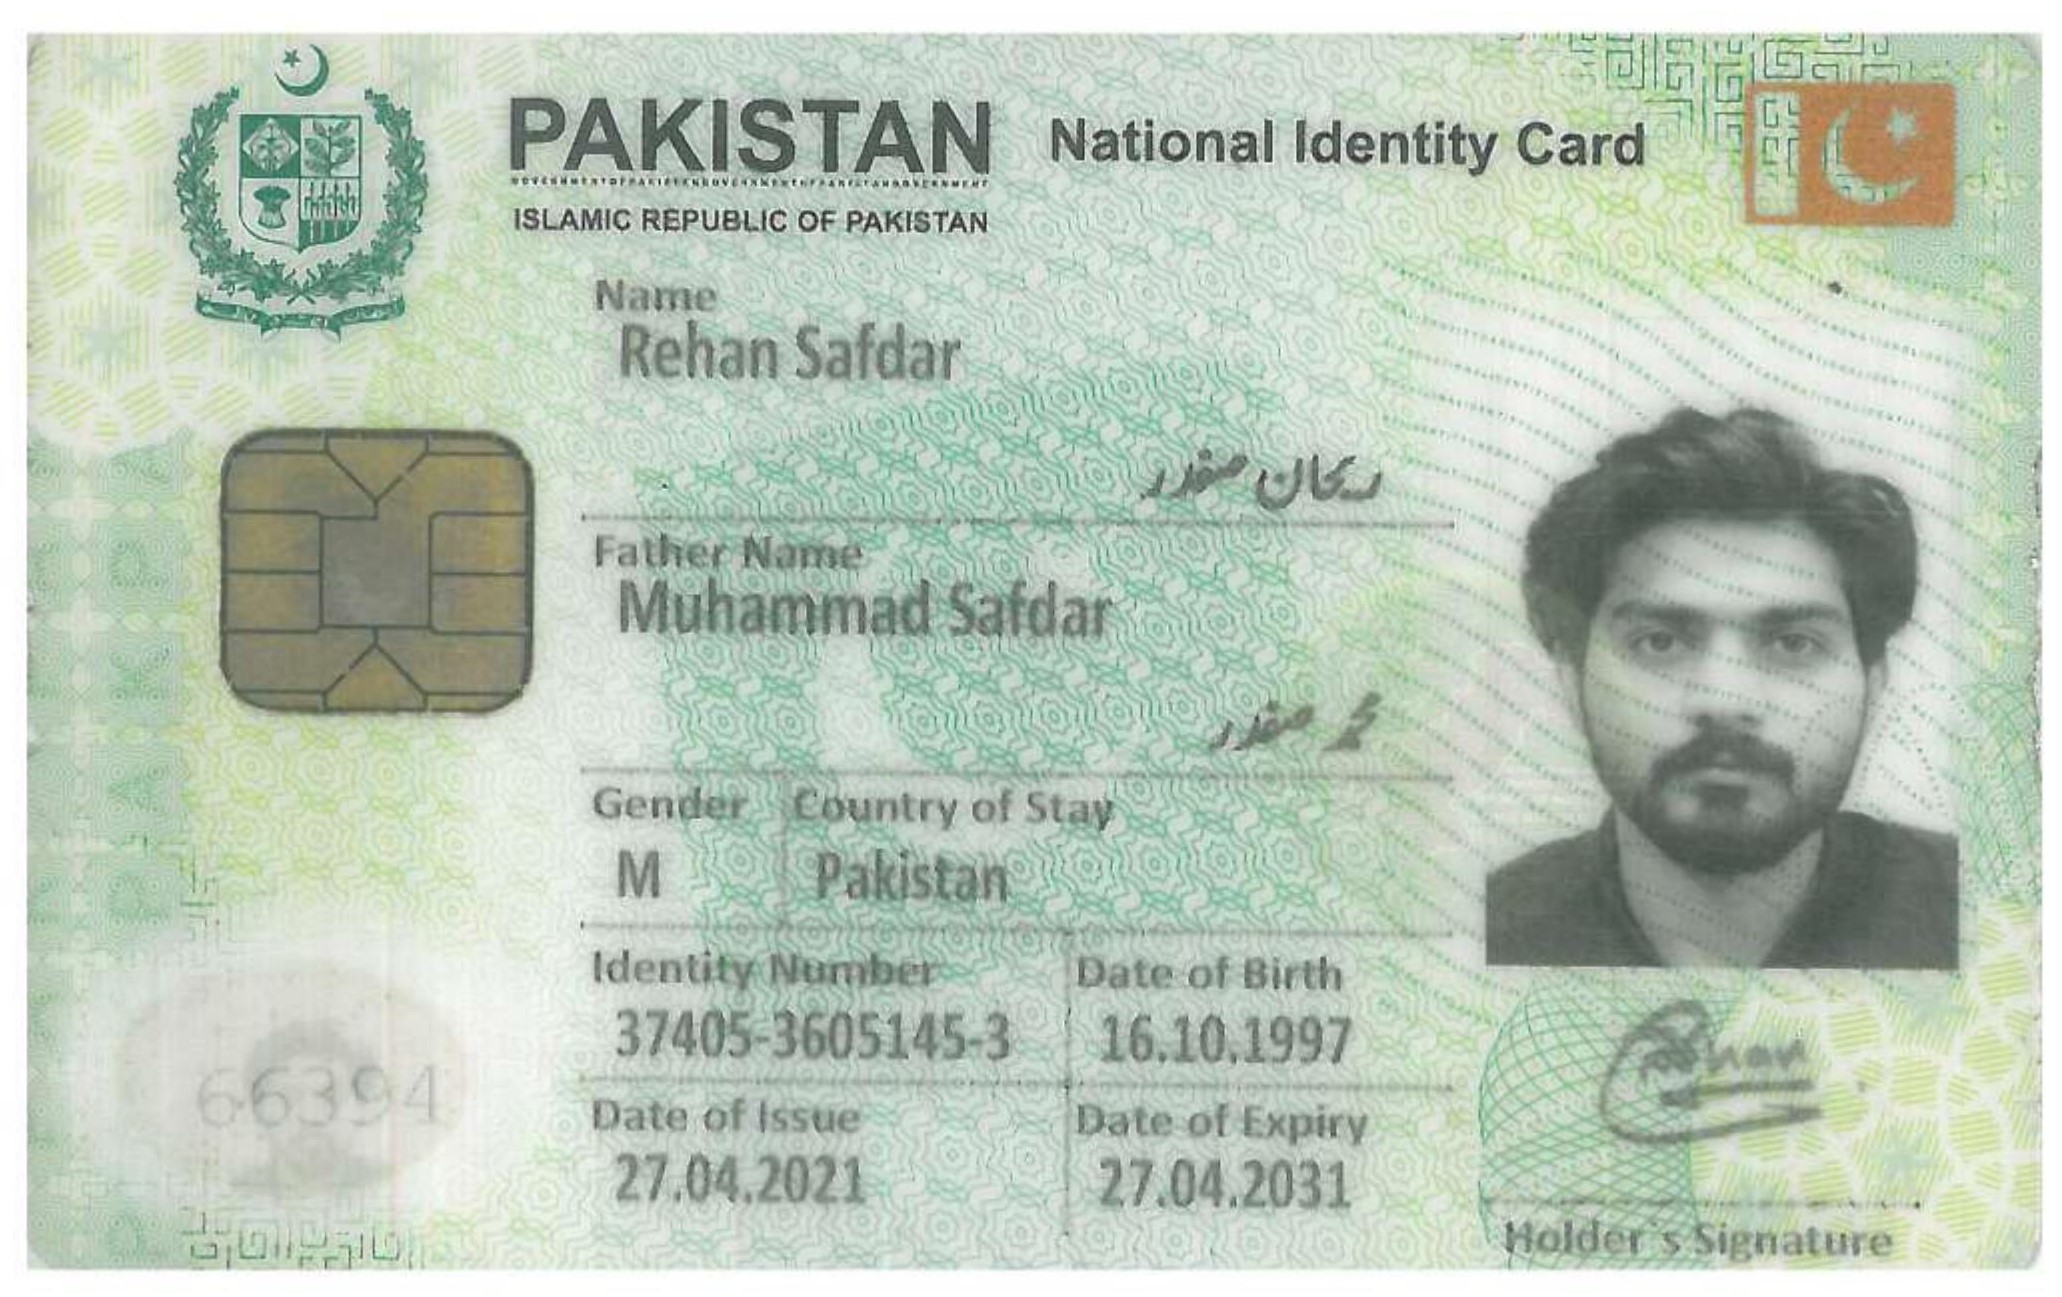 PAKISTAN National Identity Card
ISLAMIC REPUBLIC OF PAKISTAN
Name
Rehan Safdar
ریحان صفدر
Father Name
Muhammad Safdar
محمد صفدر
Gender Country of Stay
M Pakistan
Identity Number Date of Birth
37405-3605145-3 16.10.1997
66394
Date of Issue Date of Expiry
27.04.2021 27.04.2031
Holder's Signature